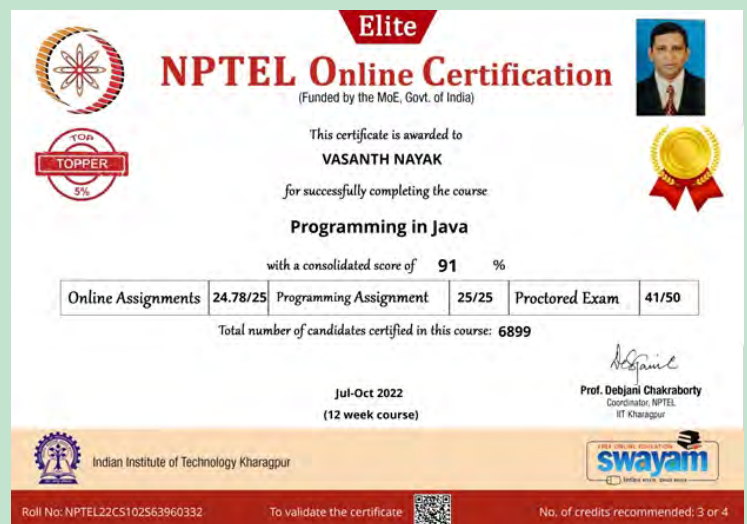 Elite
NPTEL Online Certification
(Funded by the MoE, Govt. of India)
This certificate is awarded to
VASANTH NAYAK
TOP
TOPPER
5%
for successfully completing the course
Programming in Java
with a consolidated score of 91 %
Online Assignments 24.78/25 Programming Assignment 25/25 Proctored Exam 41/50
Total number of candidates certified in this course: 6899
Jul-Oct 2022
(12 week course)
Prof. Debjani Chakraborty
Coordinator, NPTEL
IIT Kharagpur
Indian Institute of Technology Kharagpur
FREE ONLINE EDUCATION
swayam
Roll No: NPTEL22CS102S63960332 To validate the certificate No. of credits recommended: 3 or 4